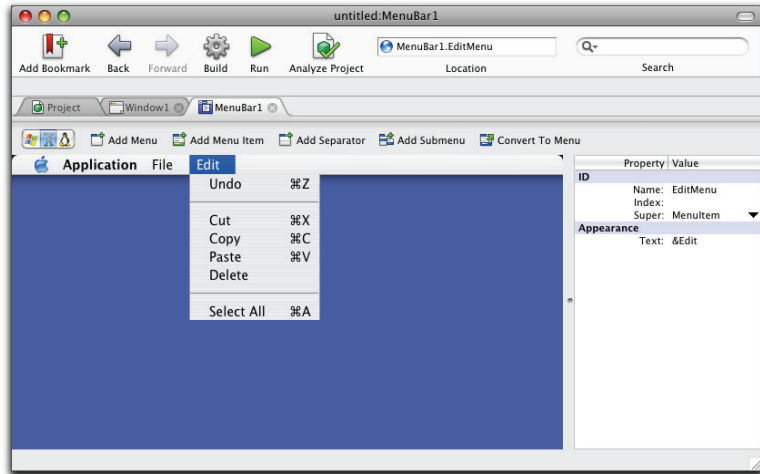 untitled:MenuBar1
MenuBar1.EditMenu
Add Bookmark Back Forward Build Run Analyze Project Location Search
Project Window1 MenuBar1
Add Menu Add Menu Item Add Separator Add Submenu Convert To Menu
Application File Edit
Undo ⌘Z
Cut ⌘X
Copy ⌘C
Paste ⌘V
Delete
Select All ⌘A
Property Value
ID
Name: EditMenu
Index:
Super: MenuItem
Appearance
Text: &Edit